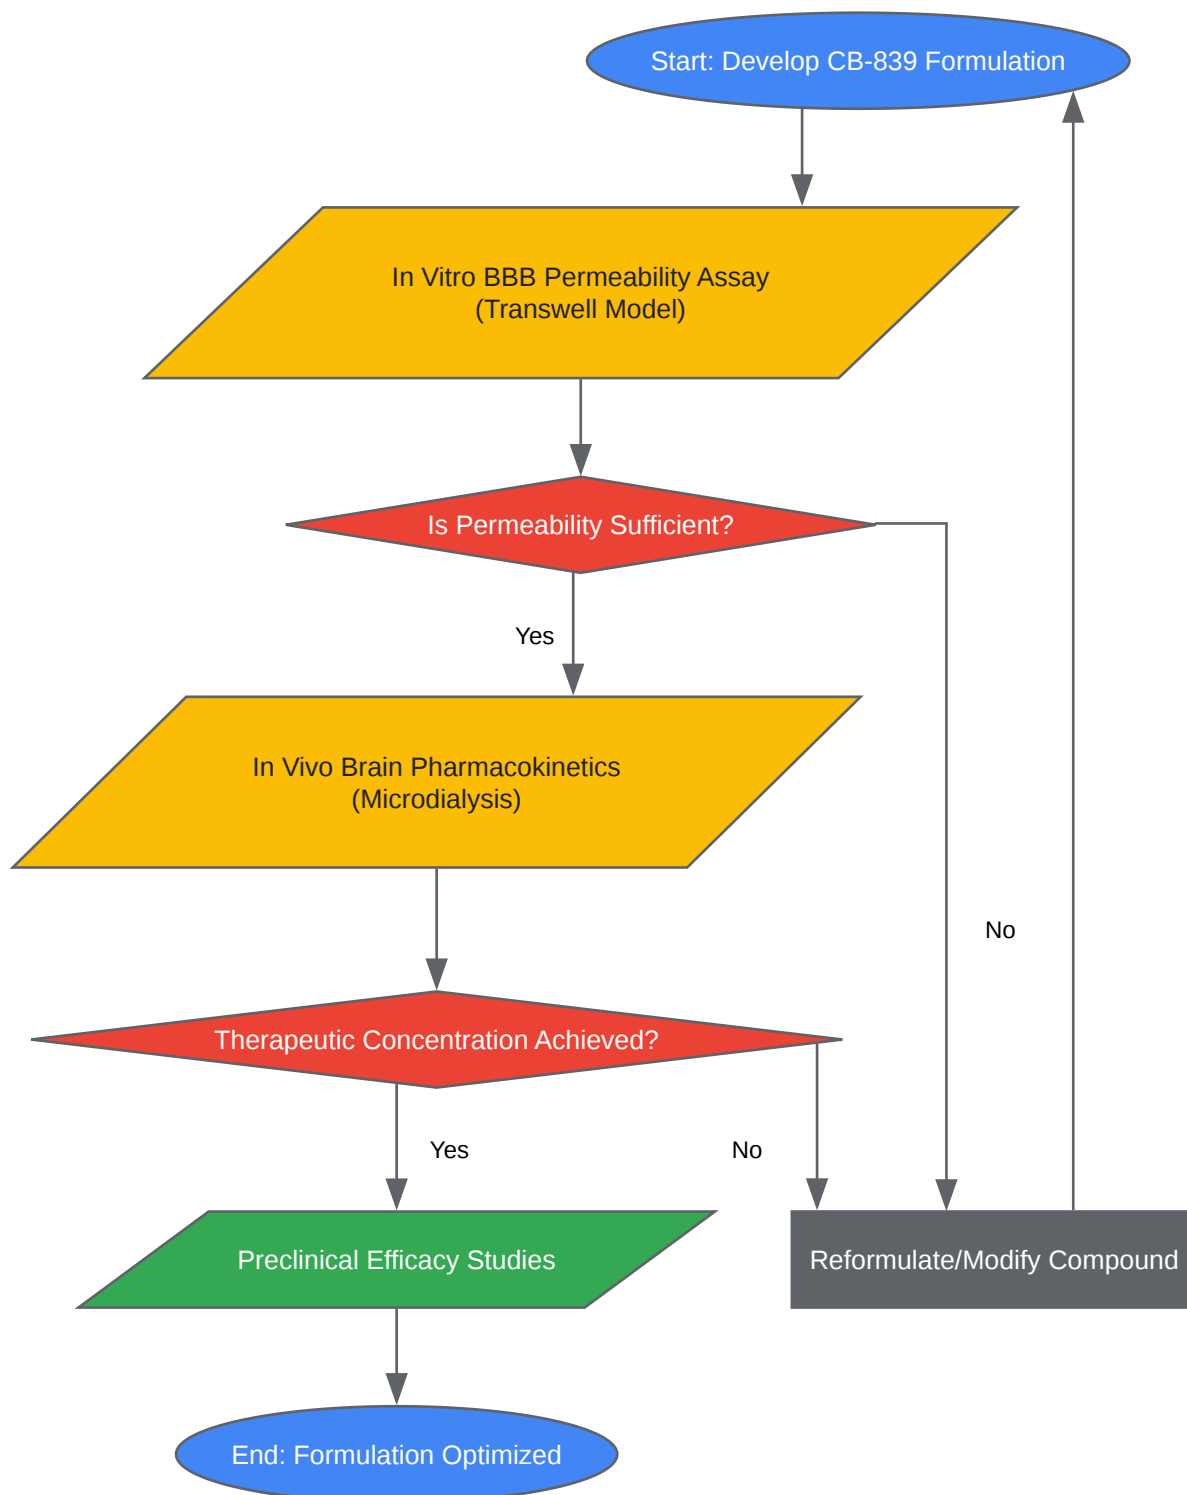 Start: Develop CB-839 Formulation
In Vitro BBB Permeability Assay
(Transwell Model)
Is Permeability Sufficient?
Yes
In Vivo Brain Pharmacokinetics
(Microdialysis)
No
Therapeutic Concentration Achieved?
Yes
No
Preclinical Efficacy Studies
Reformulate/Modify Compound
End: Formulation Optimized